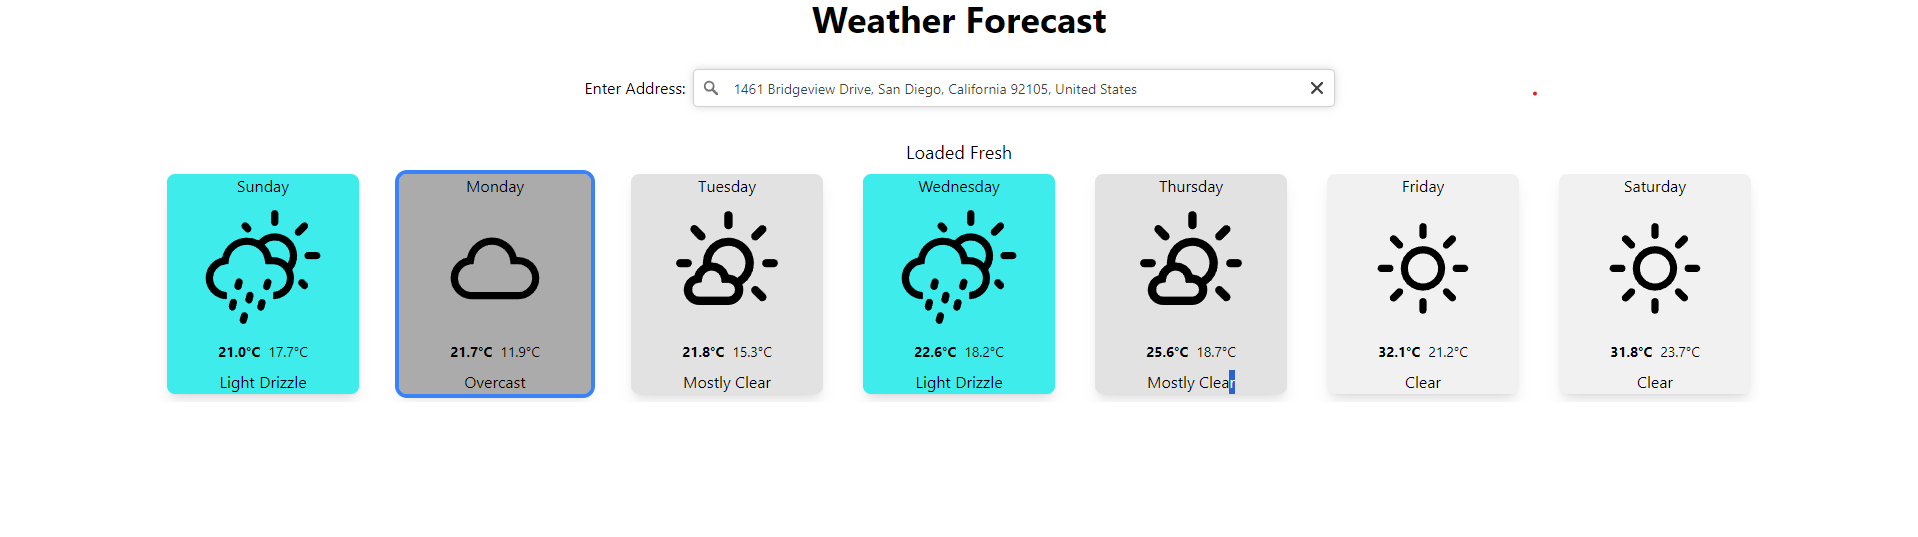 Weather Forecast
Enter Address: 1461 Bridgeview Drive, San Diego, California 92105, United States
Loaded Fresh
Sunday
21.0°C 17.7°C
Light Drizzle
Monday
21.7°C 11.9°C
Overcast
Tuesday
21.8°C 15.3°C
Mostly Clear
Wednesday
22.6°C 18.2°C
Light Drizzle
Thursday
25.6°C 18.7°C
Mostly Clear
Friday
32.1°C 21.2°C
Clear
Saturday
31.8°C 23.7°C
Clear